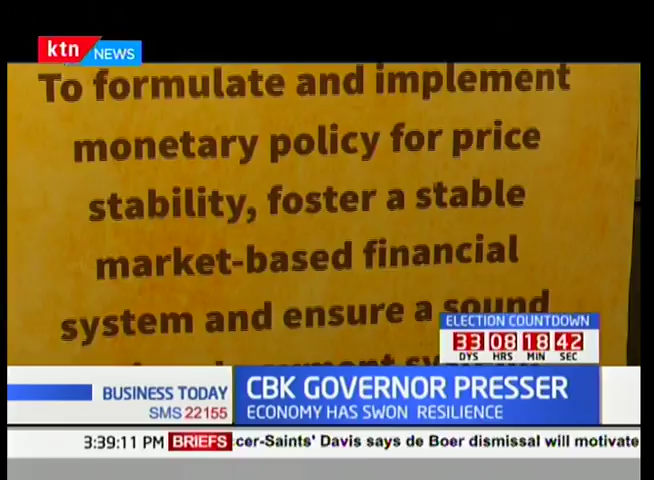 ktn NEWS
To formulate and implement
monetary policy for price
stability, foster a stable
market-based financial
system and ensure a sound
ELECTION COUNTDOWN
33 08 18 42
DYS HRS MIN SEC
BUSINESS TODAY
SMS 22155
CBK GOVERNOR PRESSER
ECONOMY HAS SWON RESILIENCE
3:39:11 PM BRIEFS cer-Saints' Davis says de Boer dismissal will motivate